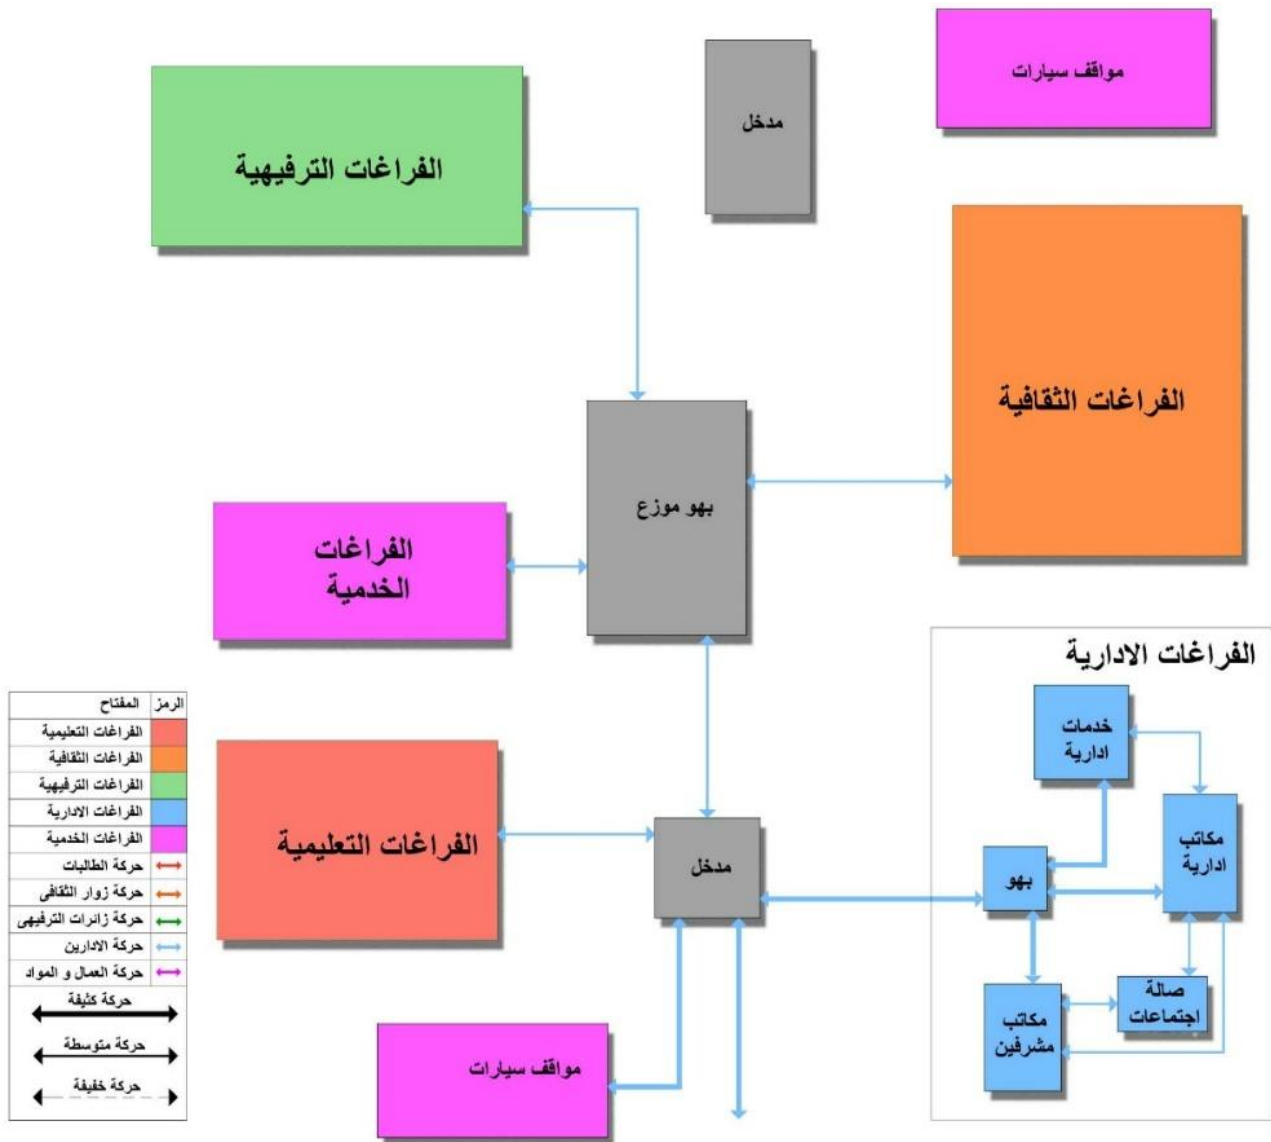 مواقف سيارات
مدخل
الفراغات الترفيهية
الفراغات الثقافية
بهو موزع
الفراغات
الخدمية
الفراغات الادارية
خدمات
ادارية
مكاتب
ادارية
بهو
صالة
اجتماعات
مكاتب
مشرفين
الفراغات التعليمية
مدخل
مواقف سيارات
الرمز المفتاح
الفراغات التعليمية
الفراغات الثقافية
الفراغات الترفيهية
الفراغات الادارية
الفراغات الخدمية
حركة الطالبات
حركة زوار الثقافى
حركة زائرات الترفيهى
حركة الادارين
حركة العمال و المواد
حركة كثيفة
حركة متوسطة
حركة خفيفة